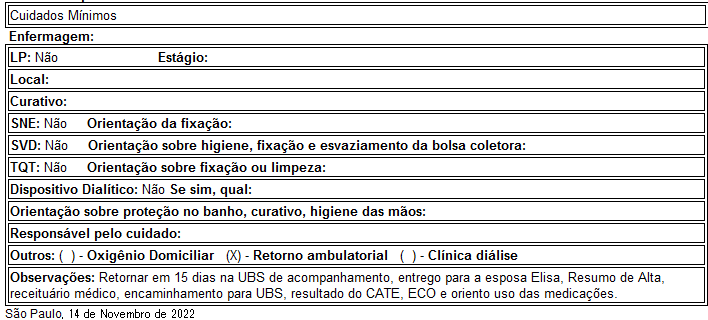 Cuidados Mínimos
Enfermagem:
LP: Não Estágio:
Local:
Curativo:
SNE: Não Orientação da fixação:
SVD: Não Orientação sobre higiene, fixação e esvaziamento da bolsa coletora:
TQT: Não Orientação sobre fixação ou limpeza:
Dispositivo Dialítico: Não Se sim, qual:
Orientação sobre proteção no banho, curativo, higiene das mãos:
Responsável pelo cuidado:
Outros: ( ) - Oxigênio Domiciliar (X) - Retorno ambulatorial ( ) - Clínica diálise
Observações: Retornar em 15 dias na UBS de acompanhamento, entrego para a esposa Elisa, Resumo de Alta,
receituário médico, encaminhamento para UBS, resultado do CATE, ECO e oriento uso das medicações.
São Paulo, 14 de Novembro de 2022